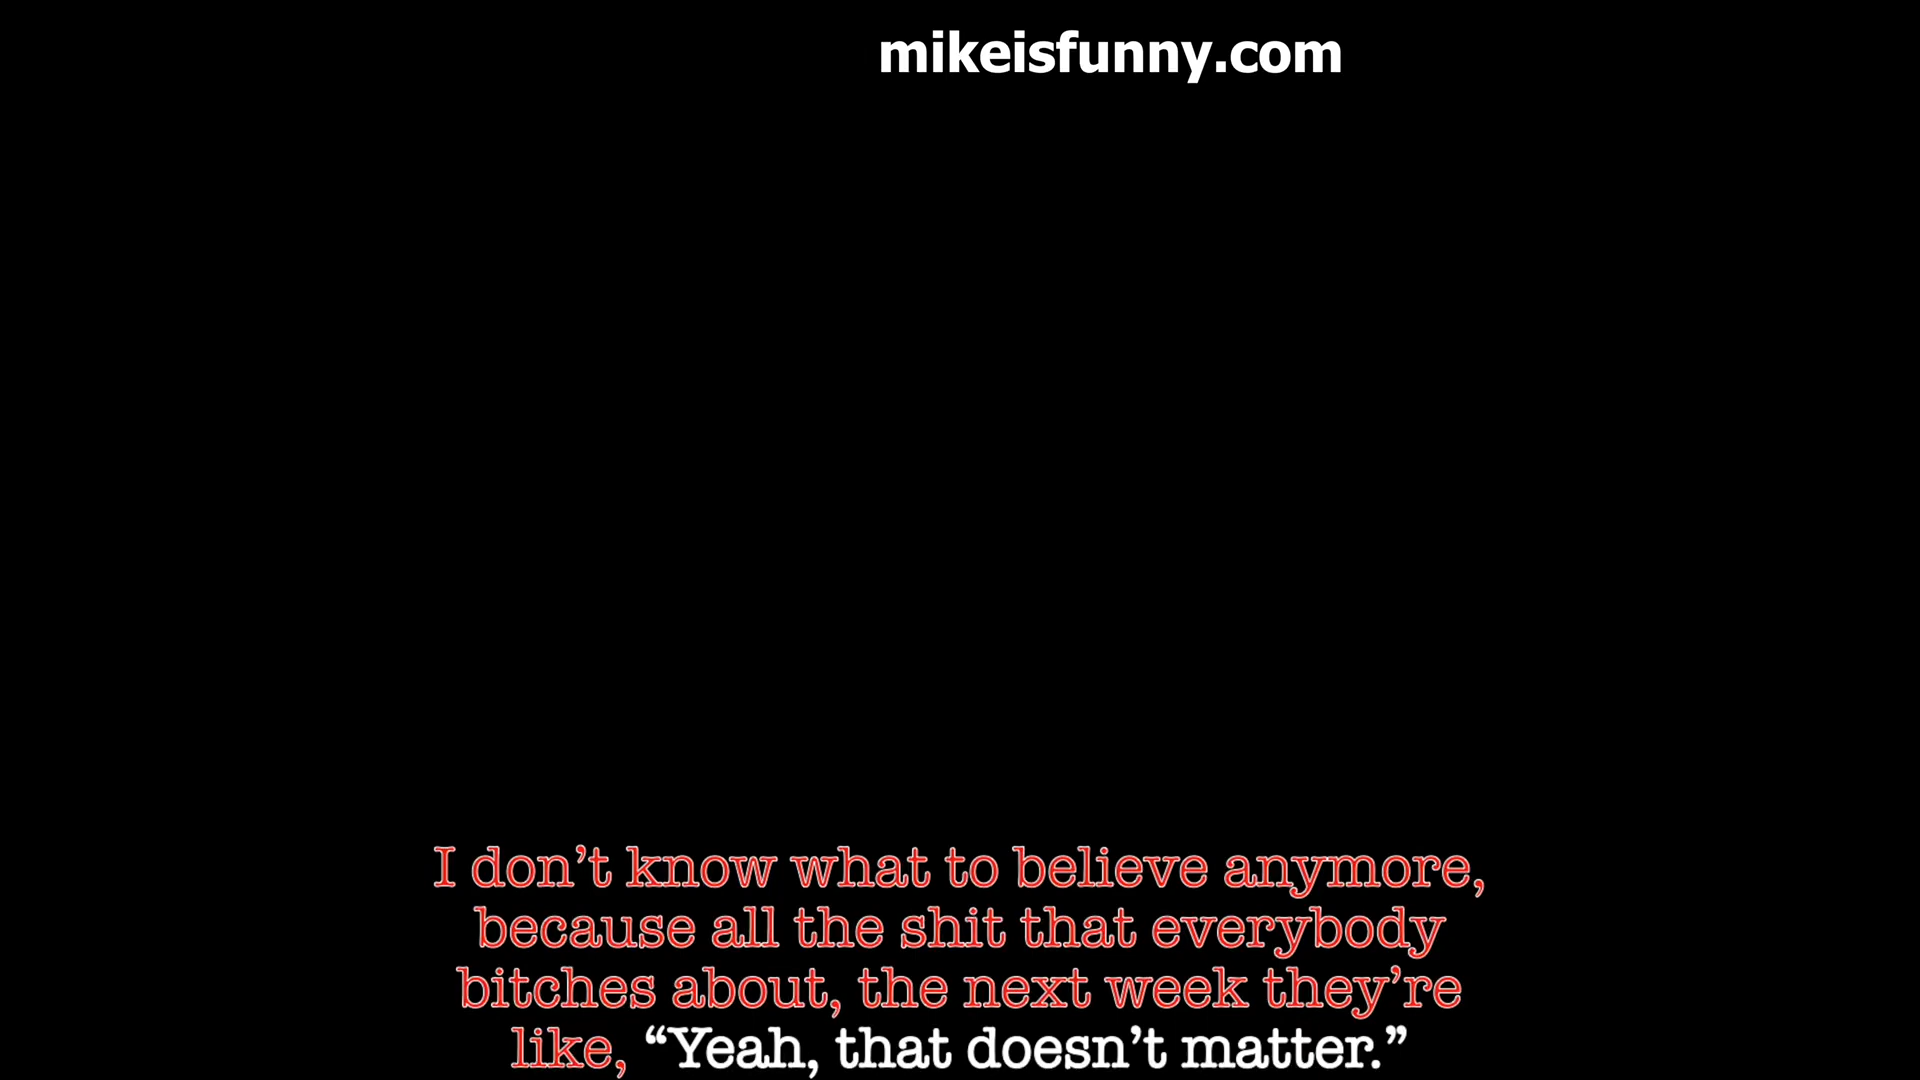 mikeisfunny.com
I don’t know what to believe anymore,
because all the shit that everybody
bitches about, the next week they’re
like, “Yeah, that doesn’t matter.”